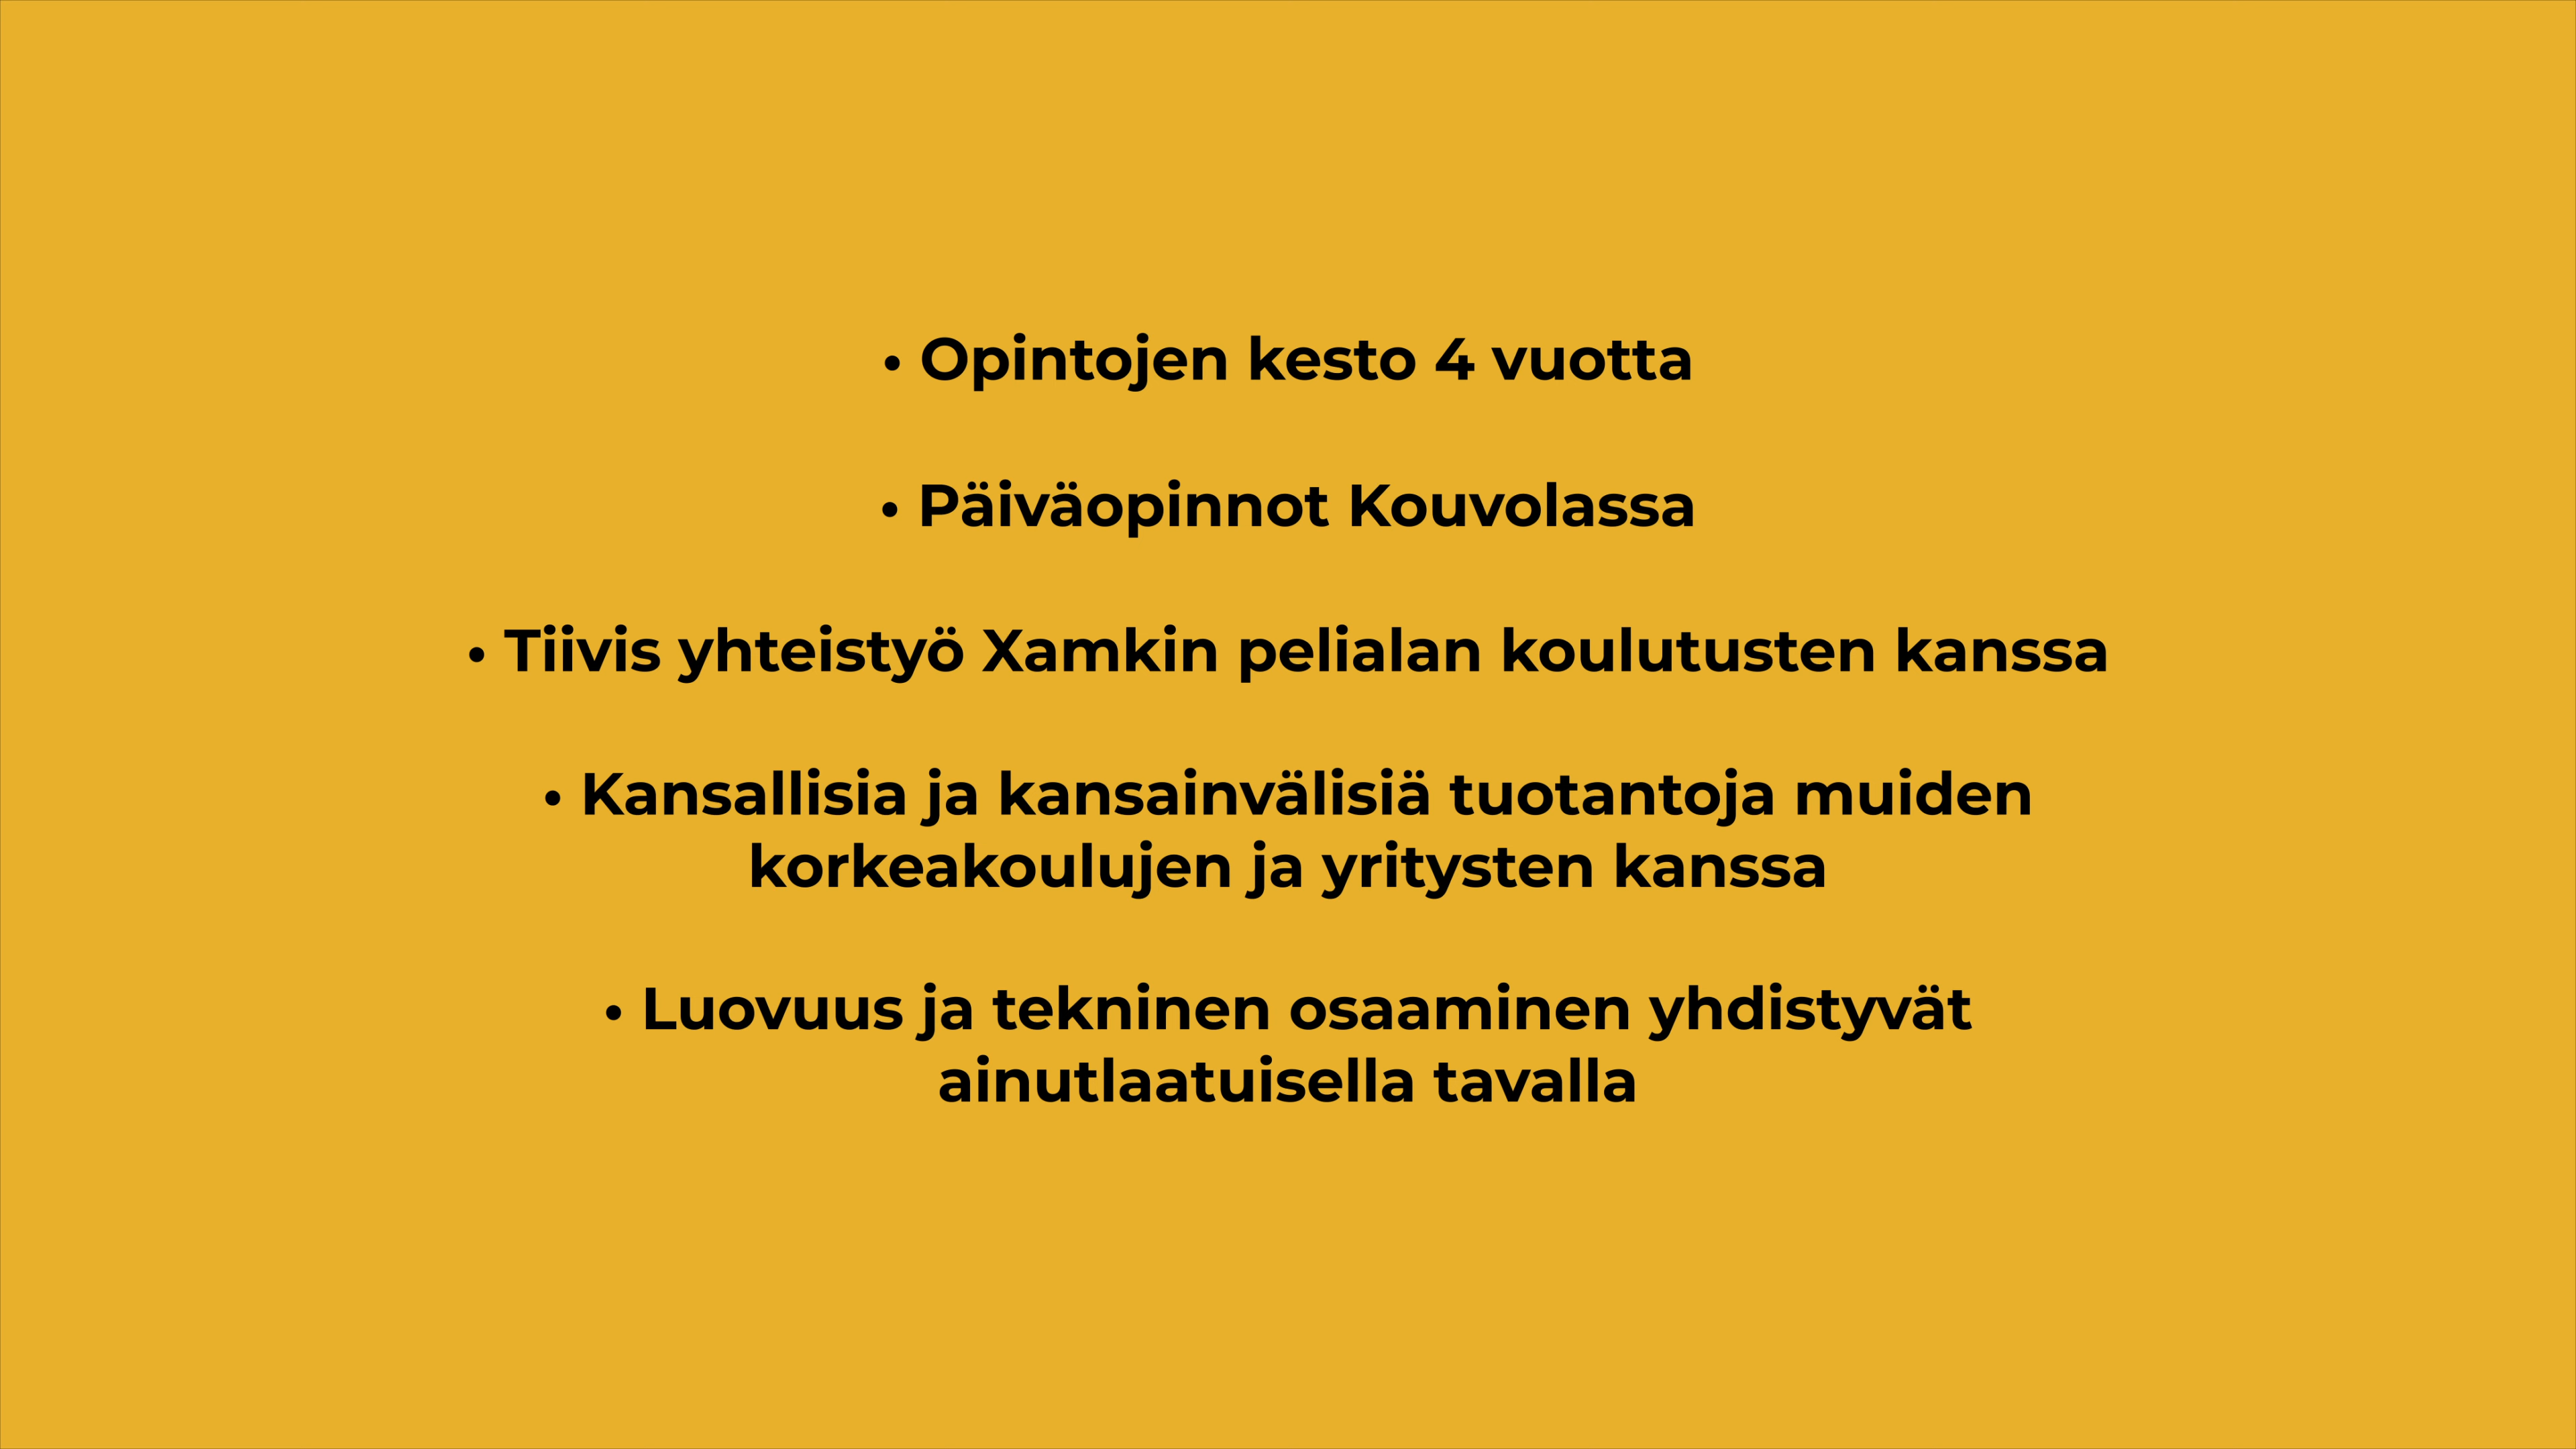 • Opintojen kesto 4 vuotta
• Päiväopinnot Kouvolassa
• Tiivis yhteistyö Xamkin pelialan koulutusten kanssa
• Kansallisia ja kansainvälisiä tuotantoja muiden
korkeakoulujen ja yritysten kanssa
• Luovuus ja tekninen osaaminen yhdistyvät
ainutlaatuisella tavalla